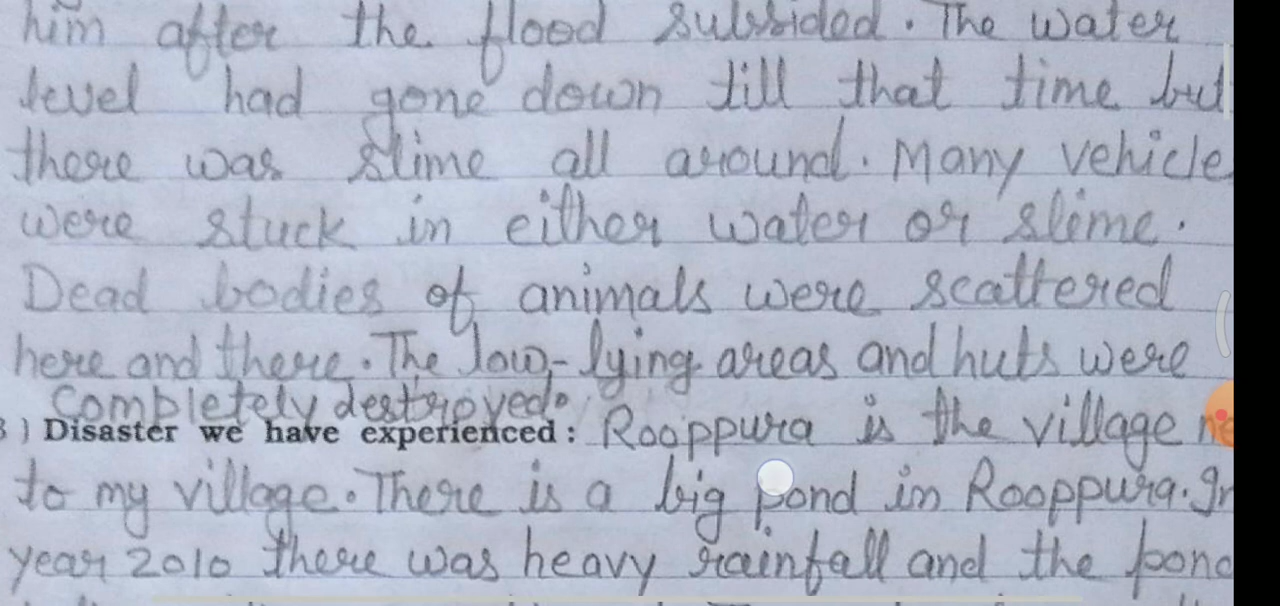 him after the flood subsided. The water
level had gone down till that time but
there was slime all around. Many vehicle
were stuck in either water or slime.
Dead bodies of animals were scattered
here and there. The low-lying areas and huts were
completely destroyed.
3 ) Disaster we have experienced : Rooppura is the village
to my village. There is a big pond in Rooppura. In
year 2010 there was heavy rainfall and the pond